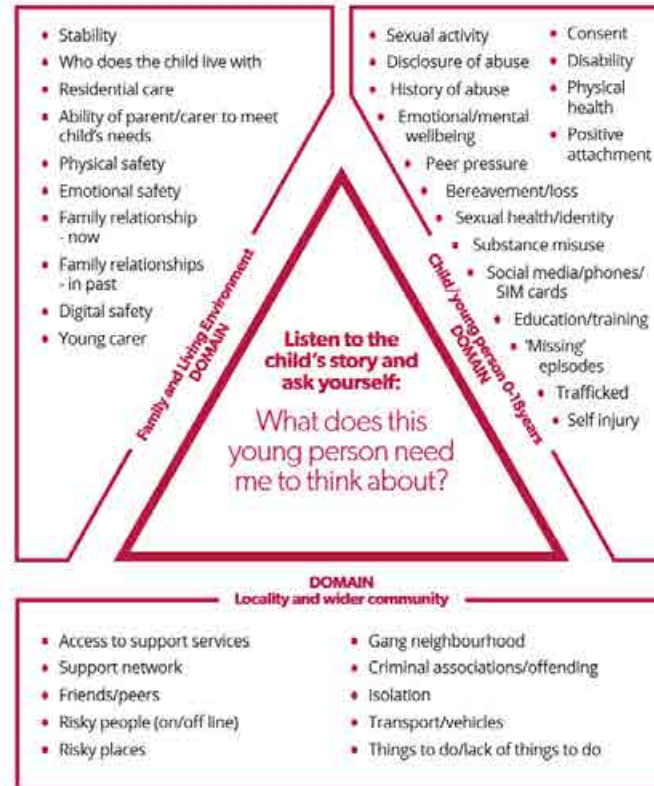 Stability
Who does the child live with
Residential care
Ability of parent/carer to meet
child's needs
Physical safety
Emotional safety
Family relationship
- now
Family relationships
- in past
Digital safety
Young carer
Family and Living Environment
DOMAIN
Sexual activity
Disclosure of abuse
History of abuse
Emotional/mental
wellbeing
Peer pressure
Bereavement/loss
Sexual health/identity
Substance misuse
Social media/phones/
SIM cards
Education/training
'Missing'
episodes
Trafficked
Self injury
Consent
Disability
Physical
health
Positive
attachment
Child/young person 0-18years
DOMAIN
Listen to the
child's story and
ask yourself:
What does this
young person need
me to think about?
DOMAIN
Locality and wider community
Access to support services
Support network
Friends/peers
Risky people (on/off line)
Risky places
Gang neighbourhood
Criminal associations/offending
Isolation
Transport/vehicles
Things to do/lack of things to do